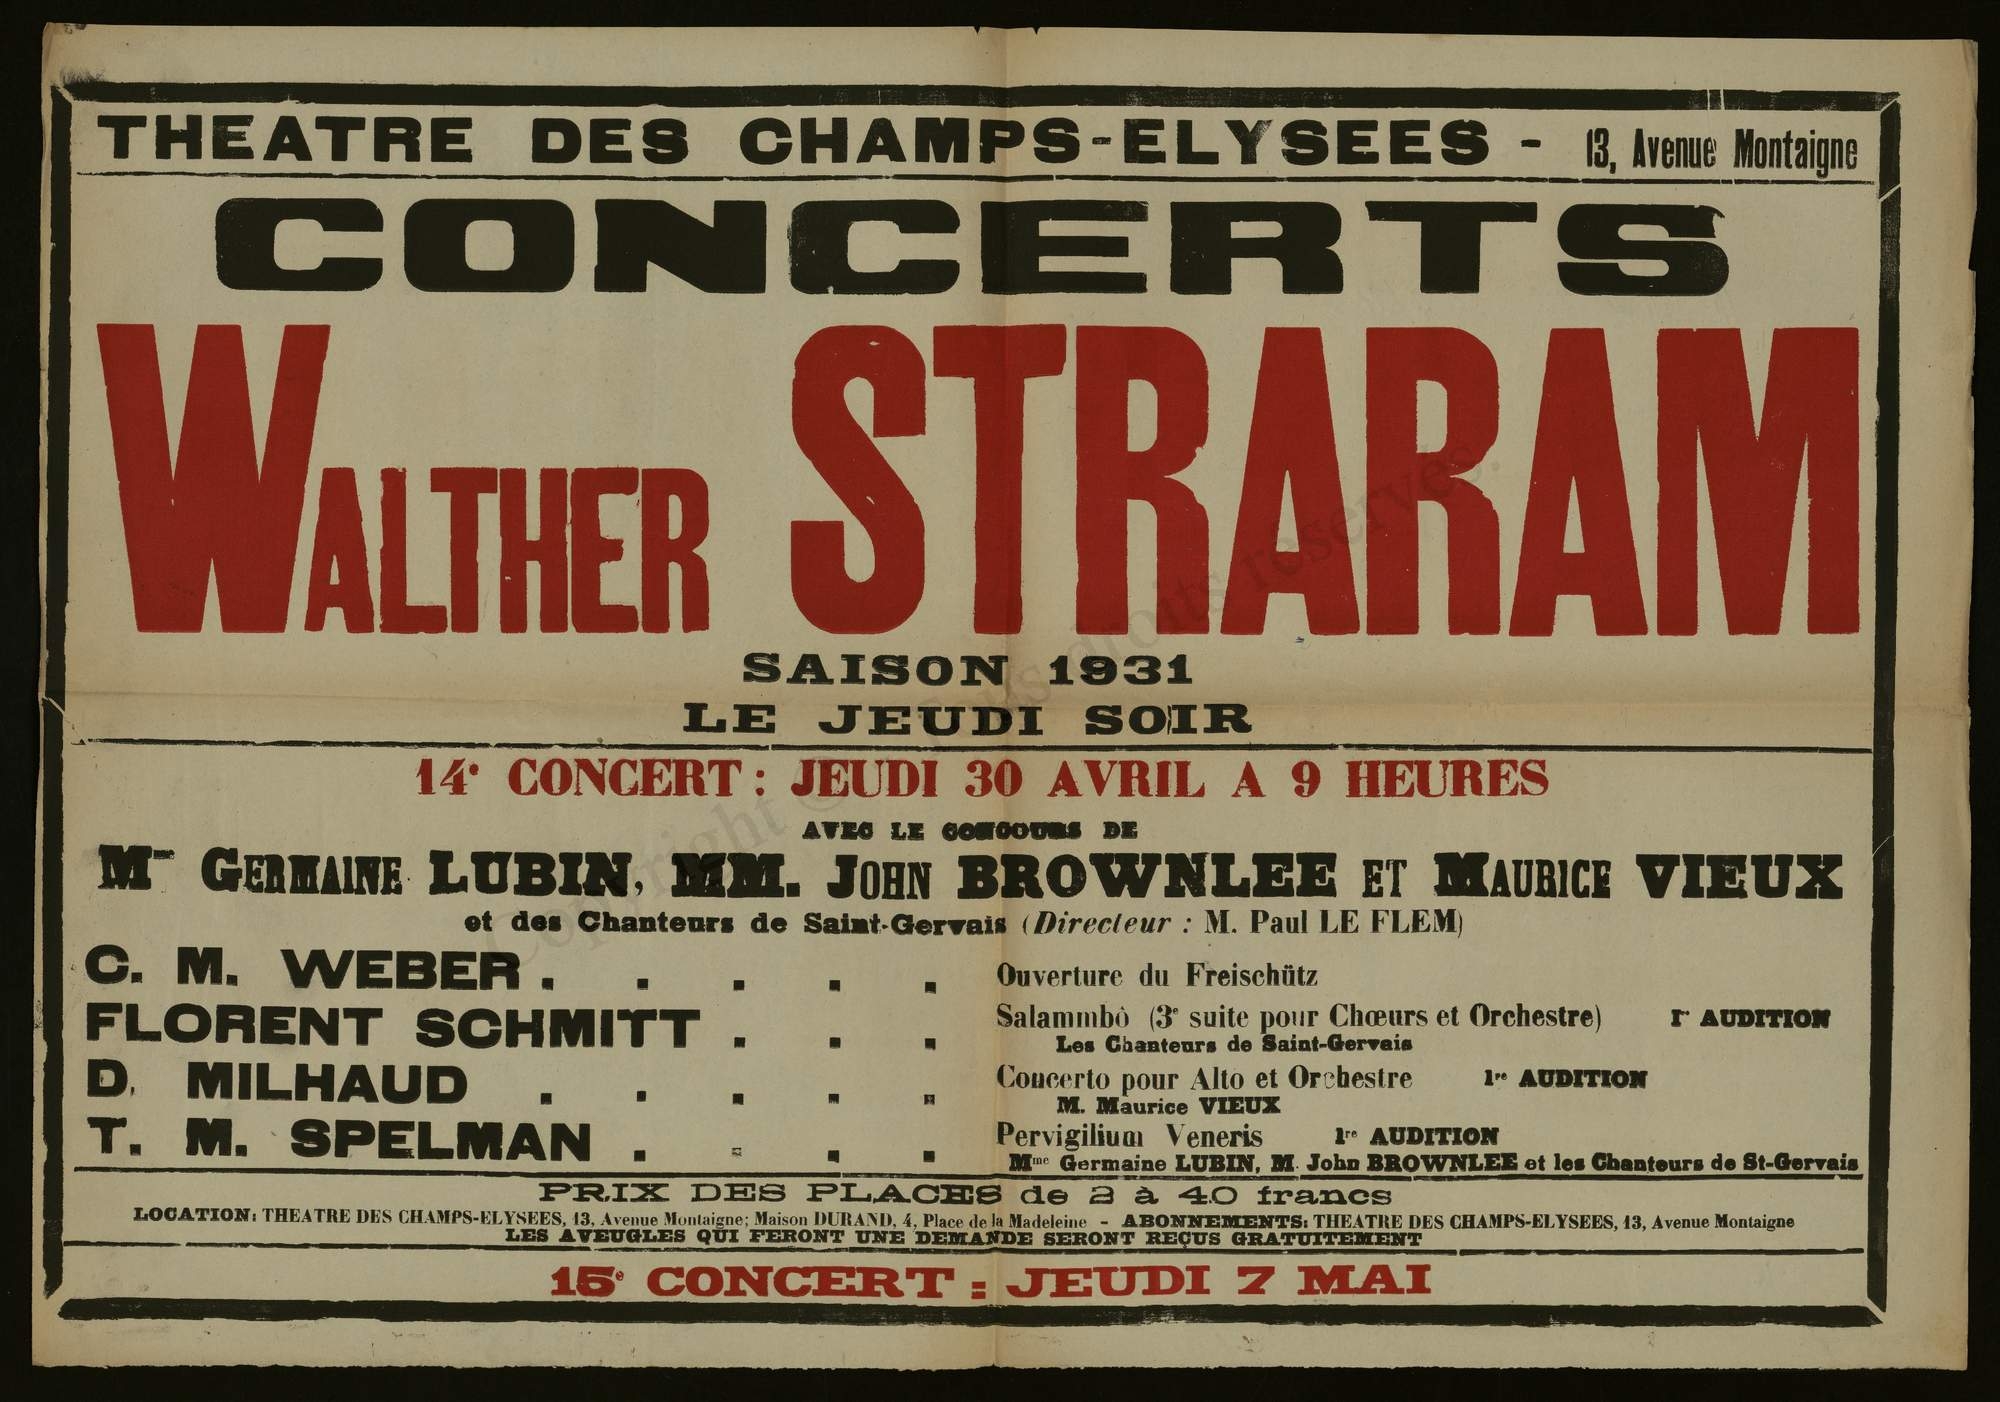 THEATRE DES CHAMPS-ELYSEES - 13, Avenue Montaigne
CONCERTS
WALTHER STRARAM
SAISON 1931
LE JEUDI SOIR
14e CONCERT : JEUDI 30 AVRIL A 9 HEURES
AVEC LE CONCOURS DE
Mme GERMAINE LUBIN, MM. JOHN BROWNLEE ET MAURICE VIEUX
et des Chanteurs de Saint-Gervais (Directeur : M. Paul LE FLEM)
C. M. WEBER . . . . . Ouverture du Freischütz
FLORENT SCHMITT . . . Salammbô (3e suite pour Chœurs et Orchestre) 1re AUDITION
Les Chanteurs de Saint-Gervais
D. MILHAUD . . . . . Concerto pour Alto et Orchestre 1re AUDITION
M. Maurice VIEUX
T. M. SPELMAN . . . . Pervigilium Veneris 1re AUDITION
Mme Germaine LUBIN, M. John BROWNLEE et les Chanteurs de St-Gervais
PRIX DES PLACES de 2 à 40 francs
LOCATION: THEATRE DES CHAMPS-ELYSEES, 13, Avenue Montaigne; Maison DURAND, 4, Place de la Madeleine - ABONNEMENTS: THEATRE DES CHAMPS-ELYSEES, 13, Avenue Montaigne
LES AVEUGLES QUI FERONT UNE DEMANDE SERONT REÇUS GRATUITEMENT
15e CONCERT : JEUDI 7 MAI
Copyright © Tous droits réservés.